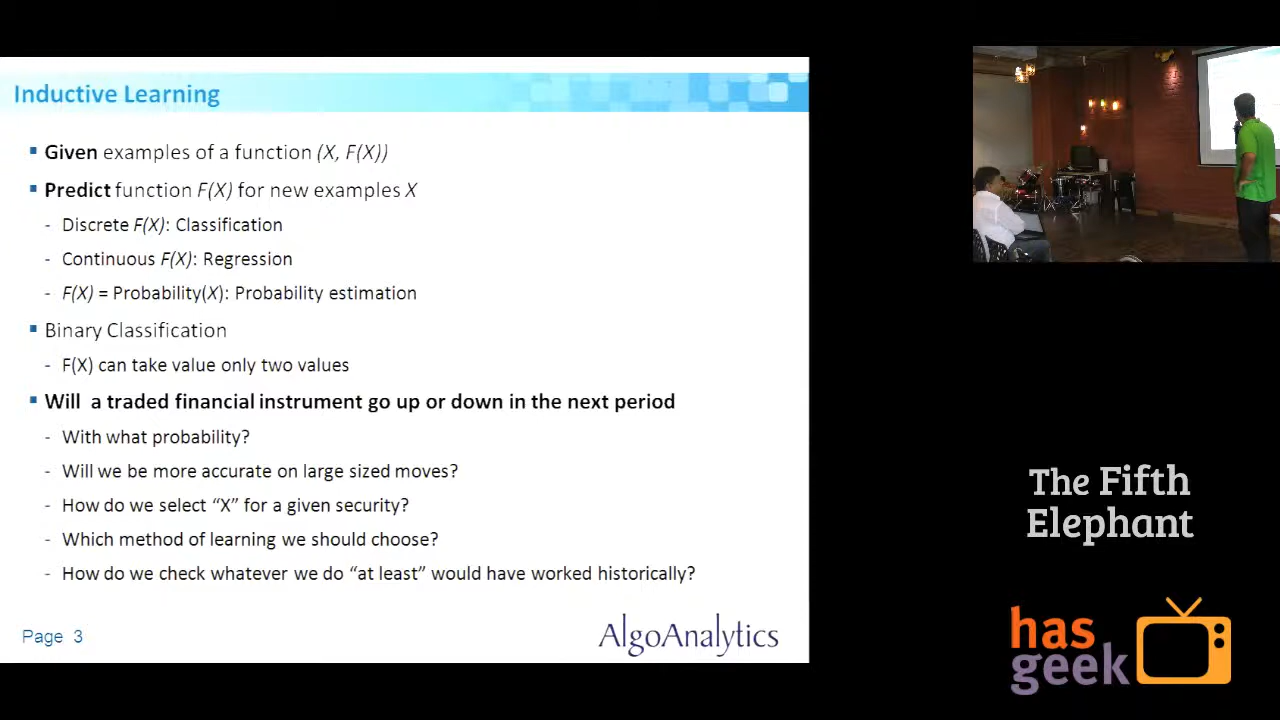 Inductive Learning
Given examples of a function (X, F(X))
Predict function F(X) for new examples X
- Discrete F(X): Classification
- Continuous F(X): Regression
- F(X) = Probability(X): Probability estimation
Binary Classification
- F(X) can take value only two values
Will a traded financial instrument go up or down in the next period
- With what probability?
- Will we be more accurate on large sized moves?
- How do we select “X” for a given security?
- Which method of learning we should choose?
- How do we check whatever we do “at least” would have worked historically?
Page 3
AlgoAnalytics
The Fifth
Elephant
has
geek